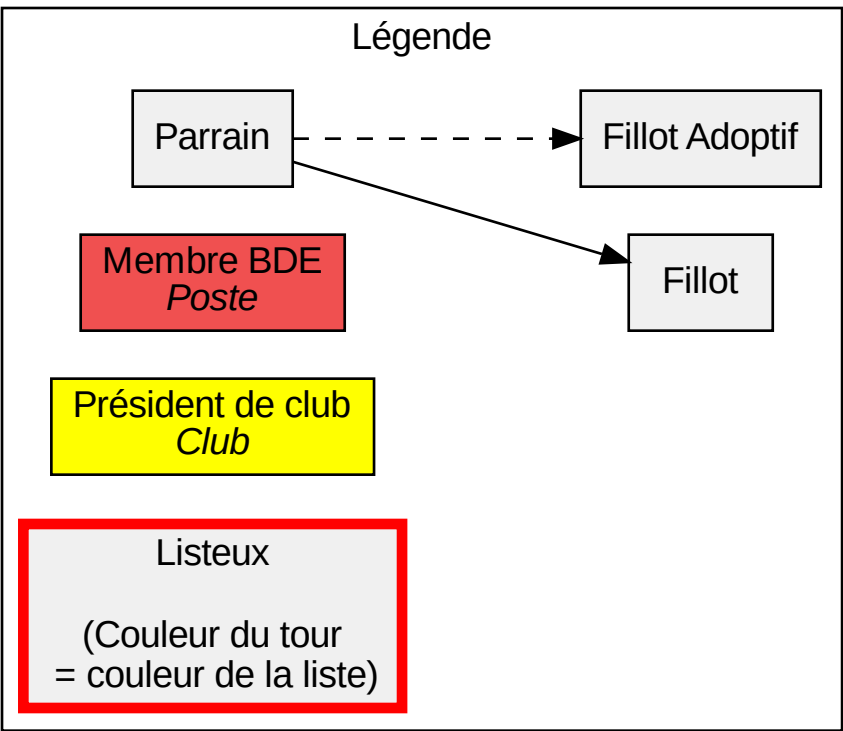 Légende
Parrain
Fillot Adoptif
Membre BDE
Poste
Fillot
Président de club
Club
Listeux
(Couleur du tour
= couleur de la liste)